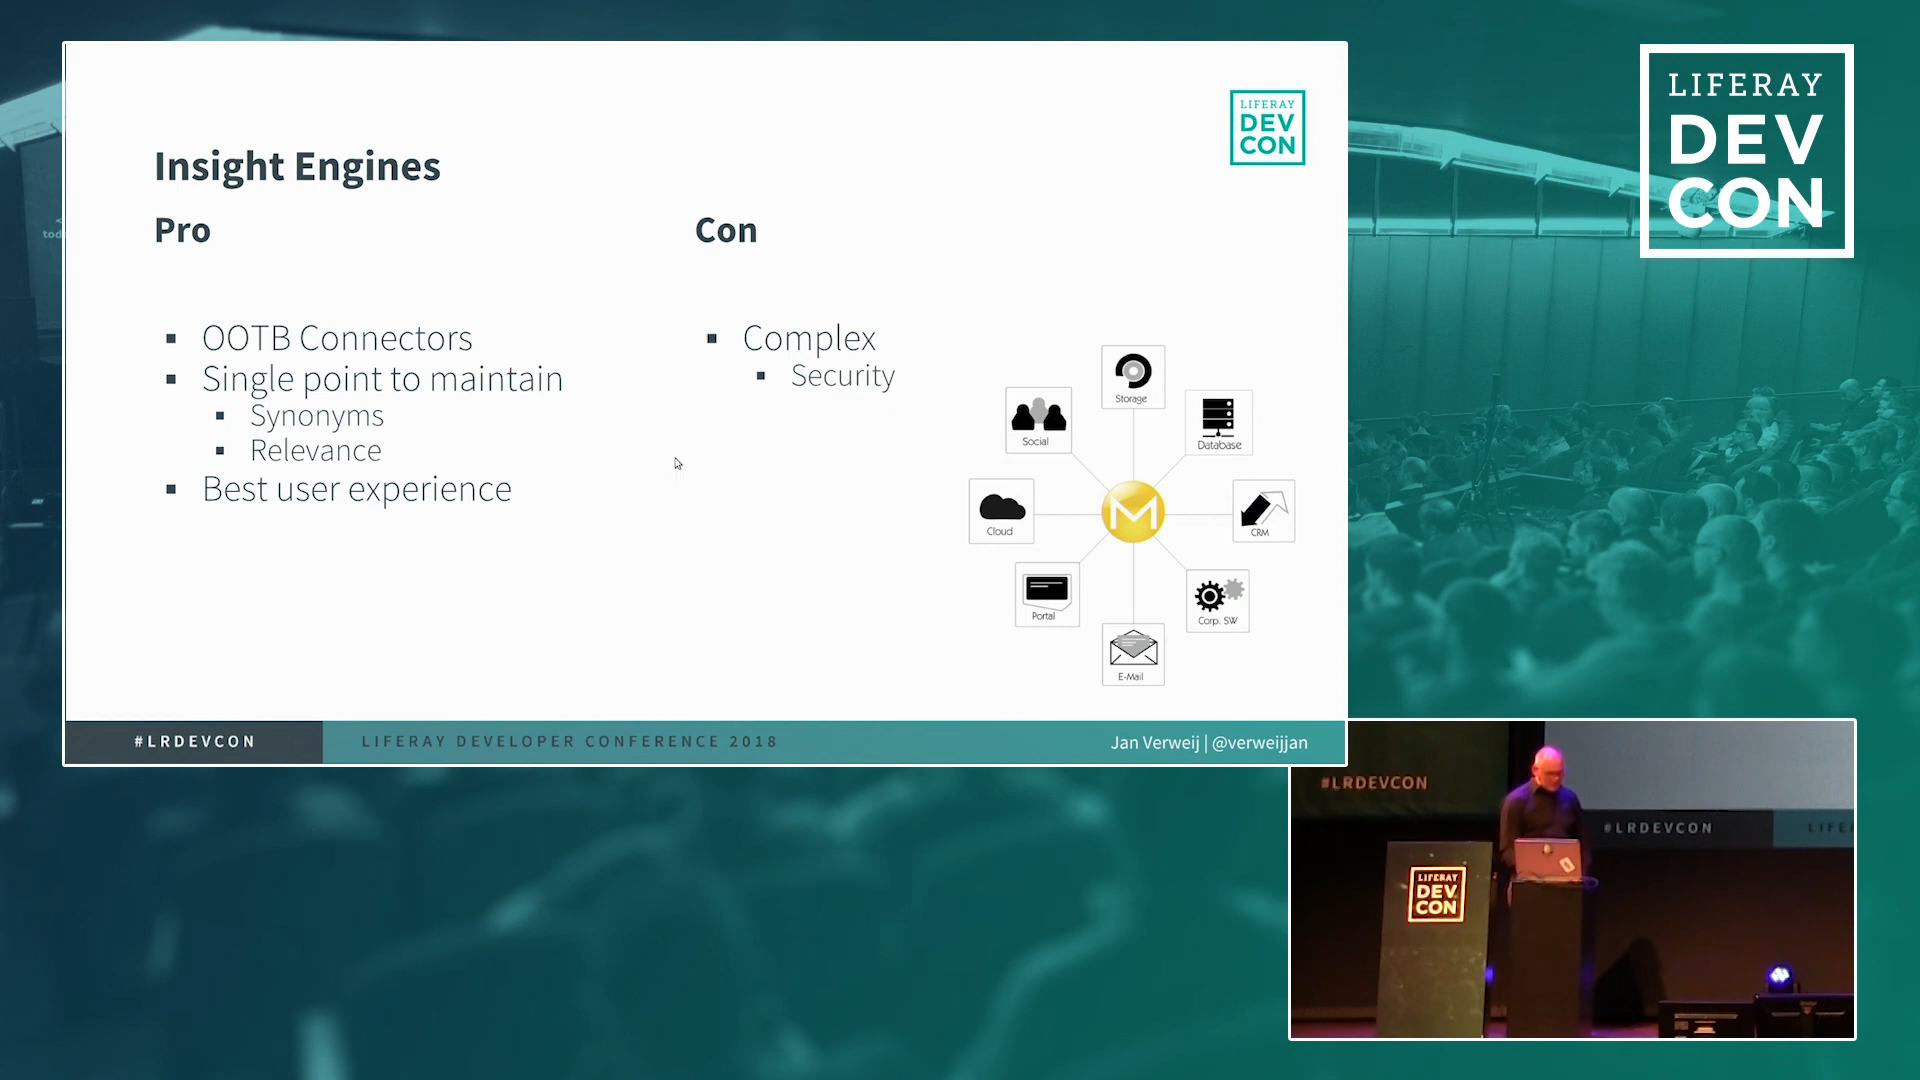 LIFERAY
DEV
CON
LIFERAY
DEV
CON
Insight Engines
Pro
Con
OOTB Connectors
Single point to maintain
Synonyms
Relevance
Best user experience
Complex
Security
Storage
Social
Database
Cloud
CRM
Portal
Corp. SW
E-Mail
#LRDEVCON
LIFERAY DEVELOPER CONFERENCE 2018
Jan Verweij | @verweijjan
#LRDEVCON
#LRDEVCON
LIFE
LIFERAY
DEV
CON